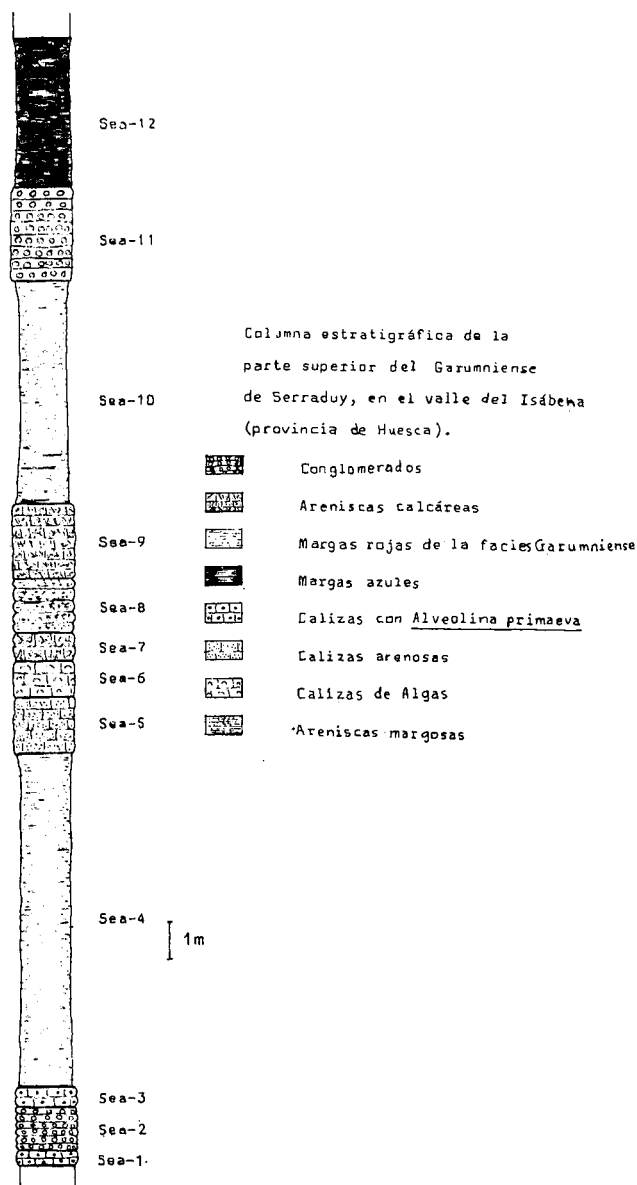 Sea-12
Sea-11
Columna estratigráfica de la
parte superior del Garumniense
de Serraduy, en el valle del Isábena
(provincia de Huesca).
Sea-10
Conglomerados
Areniscas calcáreas
Sea-9
Margas rojas de la facies Garumniense
Margas azules
Sea-8
Calizas con Alveolina primaeva
Sea-7
Calizas arenosas
Sea-6
Calizas de Algas
Sea-5
Areniscas margosas
Sea-4
1m
Sea-3
Sea-2
Sea-1